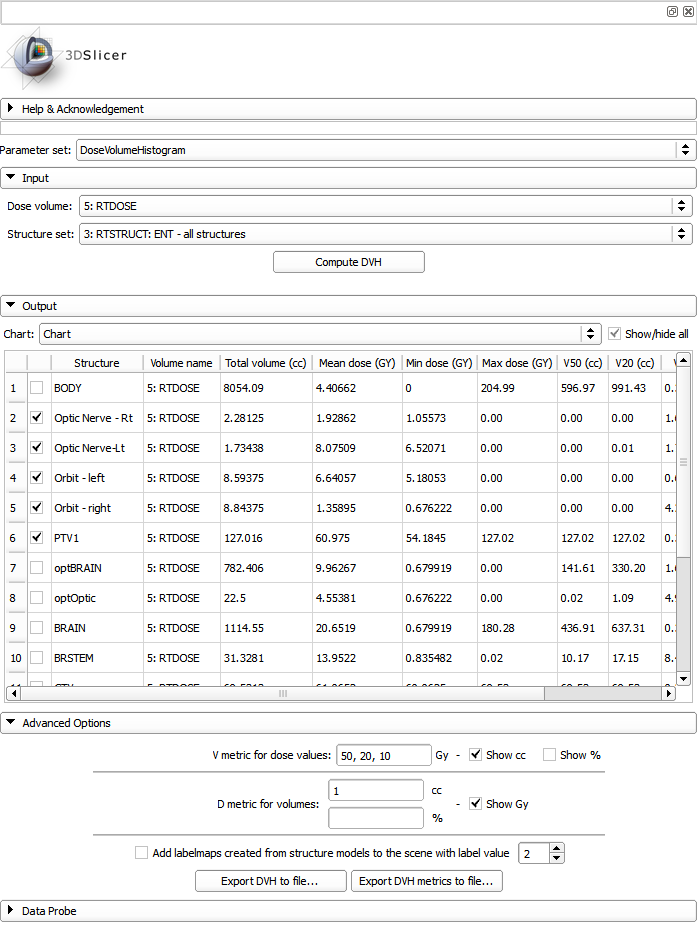 3DSlicer
Help & Acknowledgement
Parameter set: DoseVolumeHistogram
Input
Dose volume: 5: RTDOSE
Structure set: 3: RTSTRUCT: ENT - all structures
Compute DVH
Output
Chart: Chart Show/hide all
Structure Volume name Total volume (cc) Mean dose (GY) Min dose (GY) Max dose (GY) V50 (cc) V20 (cc)
1 BODY 5: RTDOSE 8054.09 4.40662 0 204.99 596.97 991.43
2 Optic Nerve - Rt 5: RTDOSE 2.28125 1.92862 1.05573 0.00 0.00 0.00
3 Optic Nerve-Lt 5: RTDOSE 1.73438 8.07509 6.52071 0.00 0.00 0.01
4 Orbit - left 5: RTDOSE 8.59375 6.64057 5.18053 0.00 0.00 0.00
5 Orbit - right 5: RTDOSE 8.84375 1.35895 0.676222 0.00 0.00 0.00
6 PTV1 5: RTDOSE 127.016 60.975 54.1845 127.02 127.02 127.02
7 optBRAIN 5: RTDOSE 782.406 9.96267 0.679919 0.00 141.61 330.20
8 optOptic 5: RTDOSE 22.5 4.55381 0.676222 0.00 0.02 1.09
9 BRAIN 5: RTDOSE 1114.55 20.6519 0.679919 180.28 436.91 637.31
10 BRSTEM 5: RTDOSE 31.3281 13.9522 0.835482 0.02 10.17 17.15
Advanced Options
V metric for dose values: 50, 20, 10 Gy - Show cc Show %
D metric for volumes: 1 cc
% - Show Gy
Add labelmaps created from structure models to the scene with label value 2
Export DVH to file... Export DVH metrics to file...
Data Probe